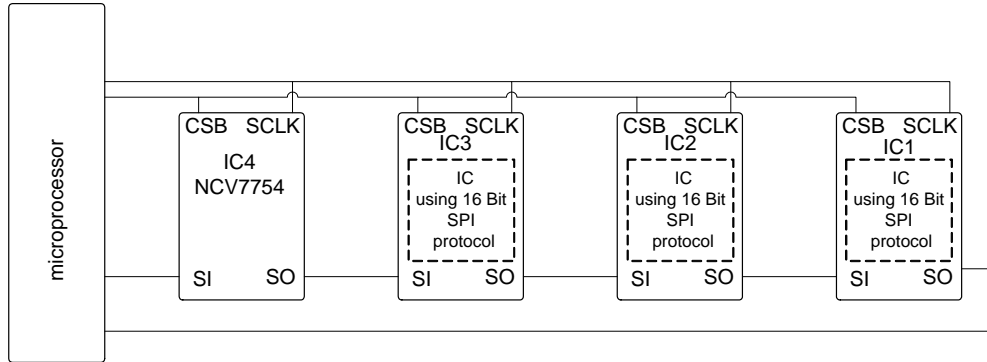 microprocessor
CSB SCLK
IC4
NCV7754
SI SO
CSB SCLK
IC3
IC
using 16 Bit
SPI
protocol
SI SO
CSB SCLK
IC2
IC
using 16 Bit
SPI
protocol
SI SO
CSB SCLK
IC1
IC
using 16 Bit
SPI
protocol
SI SO